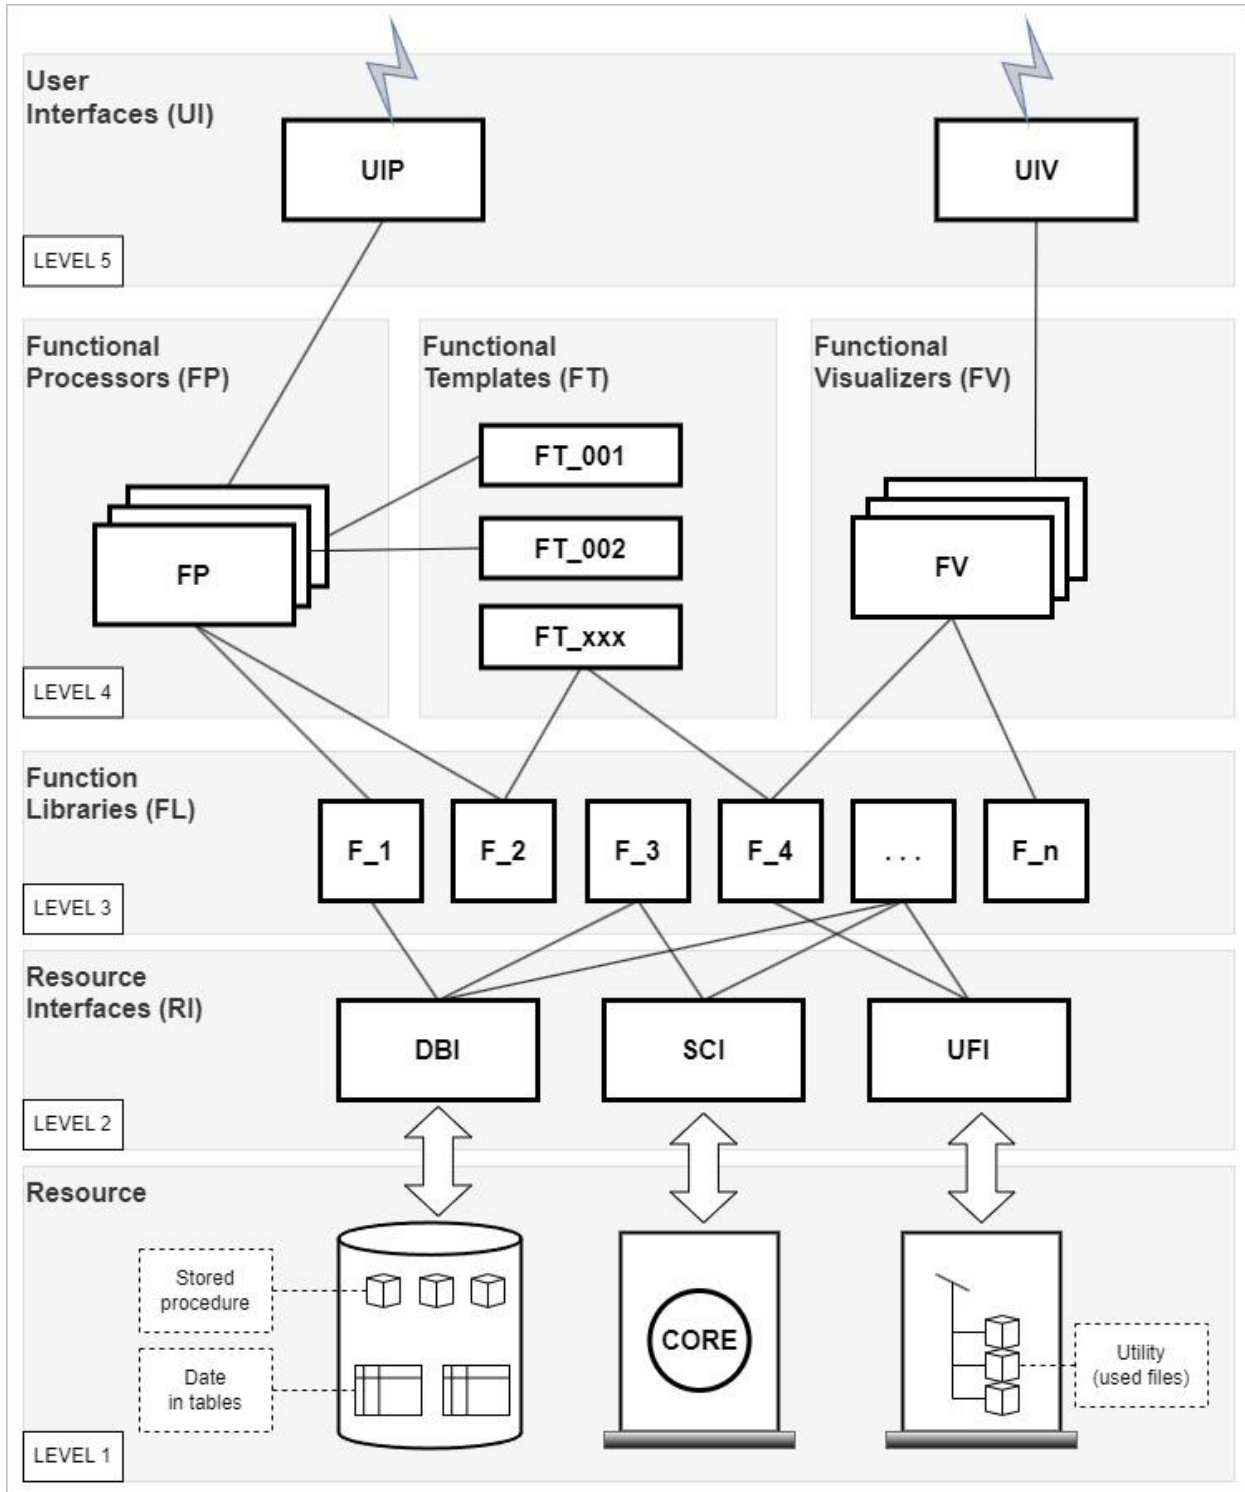 User
Interfaces (UI)
UIP
UIV
LEVEL 5
Functional
Processors (FP)
Functional
Templates (FT)
Functional
Visualizers (FV)
FT_001
FT_002
FT_xxx
FP
FV
LEVEL 4
Function
Libraries (FL)
F_1
F_2
F_3
F_4
. . .
F_n
LEVEL 3
Resource
Interfaces (RI)
DBI
SCI
UFI
LEVEL 2
Resource
Stored
procedure
Date
in tables
CORE
Utility
(used files)
LEVEL 1